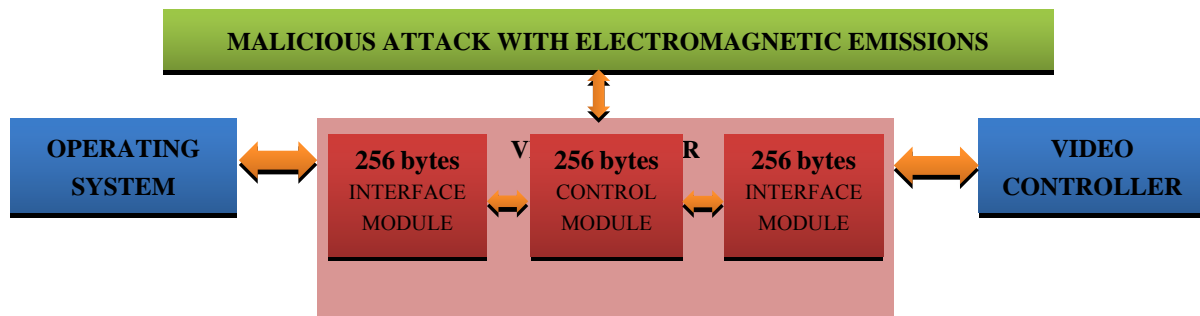 MALICIOUS ATTACK WITH ELECTROMAGNETIC EMISSIONS
OPERATING
SYSTEM
256 bytes
INTERFACE
MODULE
256 bytes
CONTROL
MODULE
256 bytes
INTERFACE
MODULE
VIDEO
CONTROLLER